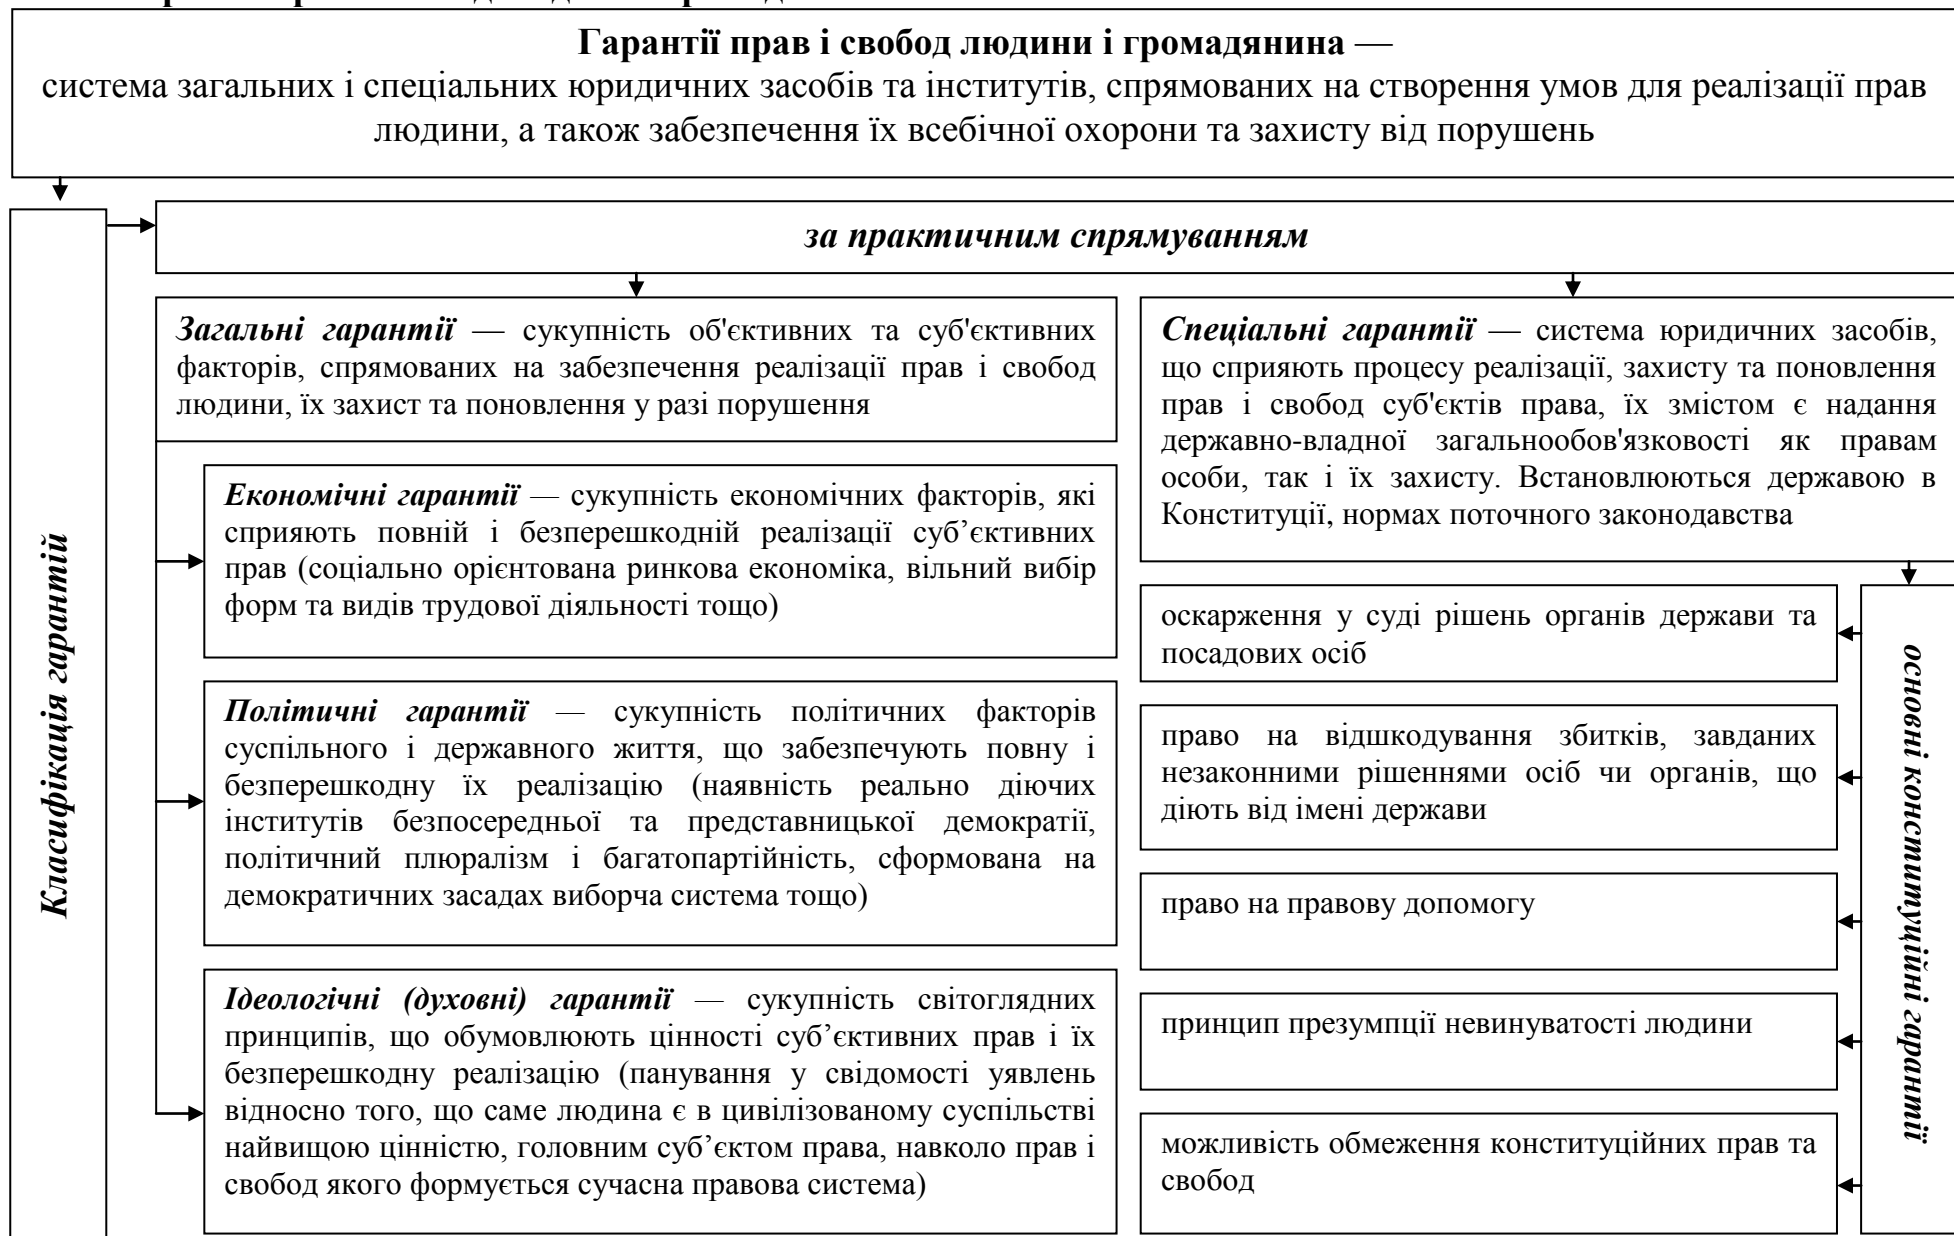 Гарантії прав і свобод людини і громадянина —
система загальних і спеціальних юридичних засобів та інститутів, спрямованих на створення умов для реалізації прав
людини, а також забезпечення їх всебічної охорони та захисту від порушень
Класифікація гарантій
за практичним спрямуванням
Загальні гарантії — сукупність об'єктивних та суб'єктивних
факторів, спрямованих на забезпечення реалізації прав і свобод
людини, їх захист та поновлення у разі порушення
Економічні гарантії — сукупність економічних факторів, які
сприяють повній і безперешкодній реалізації суб’єктивних
прав (соціально орієнтована ринкова економіка, вільний вибір
форм та видів трудової діяльності тощо)
Політичні гарантії — сукупність політичних факторів
суспільного і державного життя, що забезпечують повну і
безперешкодну їх реалізацію (наявність реально діючих
інститутів безпосередньої та представницької демократії,
політичний плюралізм і багатопартійність, сформована на
демократичних засадах виборча система тощо)
Ідеологічні (духовні) гарантії — сукупність світоглядних
принципів, що обумовлюють цінності суб’єктивних прав і їх
безперешкодну реалізацію (панування у свідомості уявлень
відносно того, що саме людина є в цивілізованому суспільстві
найвищою цінністю, головним суб’єктом права, навколо прав і
свобод якого формується сучасна правова система)
Спеціальні гарантії — система юридичних засобів,
що сприяють процесу реалізації, захисту та поновлення
прав і свобод суб'єктів права, їх змістом є надання
державно-владної загальнообов'язковості як правам
особи, так і їх захисту. Встановлюються державою в
Конституції, нормах поточного законодавства
основні конституційні гарантії
оскарження у суді рішень органів держави та
посадових осіб
право на відшкодування збитків, завданих
незаконними рішеннями осіб чи органів, що
діють від імені держави
право на правову допомогу
принцип презумпції невинуватості людини
можливість обмеження конституційних прав та
свобод